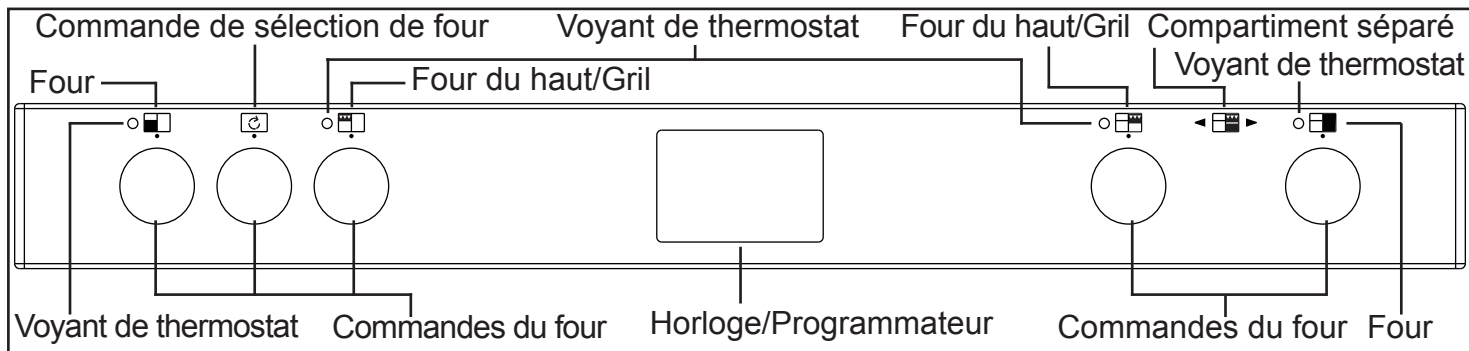 Commande de sélection de four
Voyant de thermostat
Four du haut/Gril
Compartiment séparé
Four
Four du haut/Gril
Voyant de thermostat
Voyant de thermostat
Commandes du four
Horloge/Programmateur
Commandes du four
Four